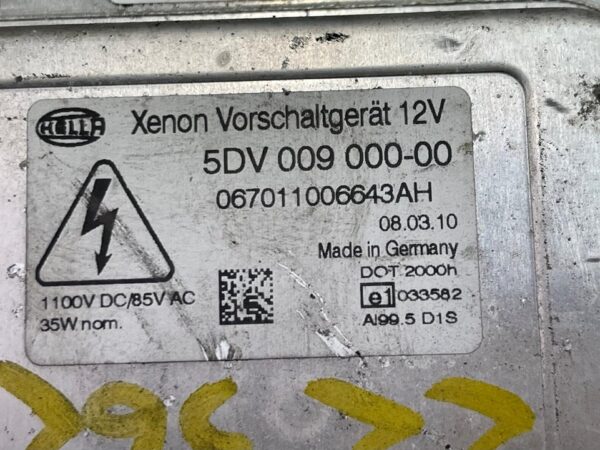 HELLA
Xenon Vorschaltgerät 12V
5DV 009 000-00
067011006643AH
08.03.10
Made in Germany
DOT 2000h
e1 033582
Al99.5 D1S
1100V DC/85V AC
35W nom.